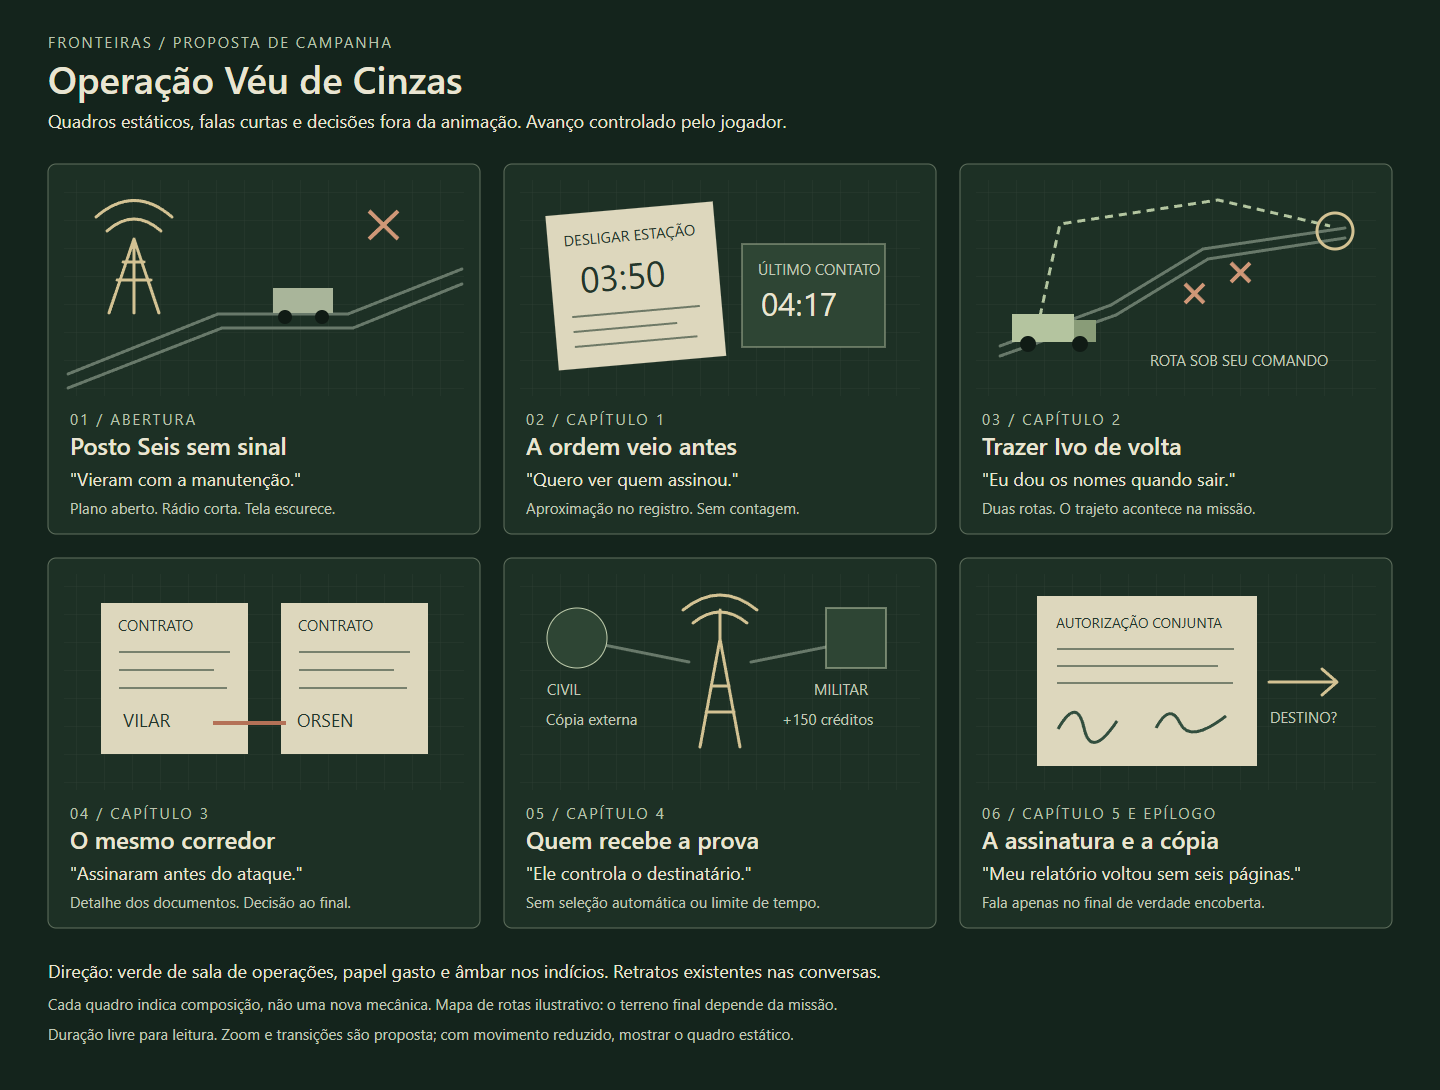 FRONTEIRAS / PROPOSTA DE CAMPANHA
Operação Véu de Cinzas
Quadros estáticos, falas curtas e decisões fora da animação. Avanço controlado pelo jogador.
01 / ABERTURA
Posto Seis sem sinal
"Vieram com a manutenção."
Plano aberto. Rádio corta. Tela escurece.
DESLIGAR ESTAÇÃO
03:50
ÚLTIMO CONTATO
04:17
02 / CAPÍTULO 1
A ordem veio antes
"Quero ver quem assinou."
Aproximação no registro. Sem contagem.
ROTA SOB SEU COMANDO
03 / CAPÍTULO 2
Trazer Ivo de volta
"Eu dou os nomes quando sair."
Duas rotas. O trajeto acontece na missão.
CONTRATO
VILAR
CONTRATO
ORSEN
04 / CAPÍTULO 3
O mesmo corredor
"Assinaram antes do ataque."
Detalhe dos documentos. Decisão ao final.
CIVIL
Cópia externa
MILITAR
+150 créditos
05 / CAPÍTULO 4
Quem recebe a prova
"Ele controla o destinatário."
Sem seleção automática ou limite de tempo.
AUTORIZAÇÃO CONJUNTA
DESTINO?
06 / CAPÍTULO 5 E EPÍLOGO
A assinatura e a cópia
"Meu relatório voltou sem seis páginas."
Fala apenas no final de verdade encoberta.
Direção: verde de sala de operações, papel gasto e âmbar nos indícios. Retratos existentes nas conversas.
Cada quadro indica composição, não uma nova mecânica. Mapa de rotas ilustrativo: o terreno final depende da missão.
Duração livre para leitura. Zoom e transições são proposta; com movimento reduzido, mostrar o quadro estático.